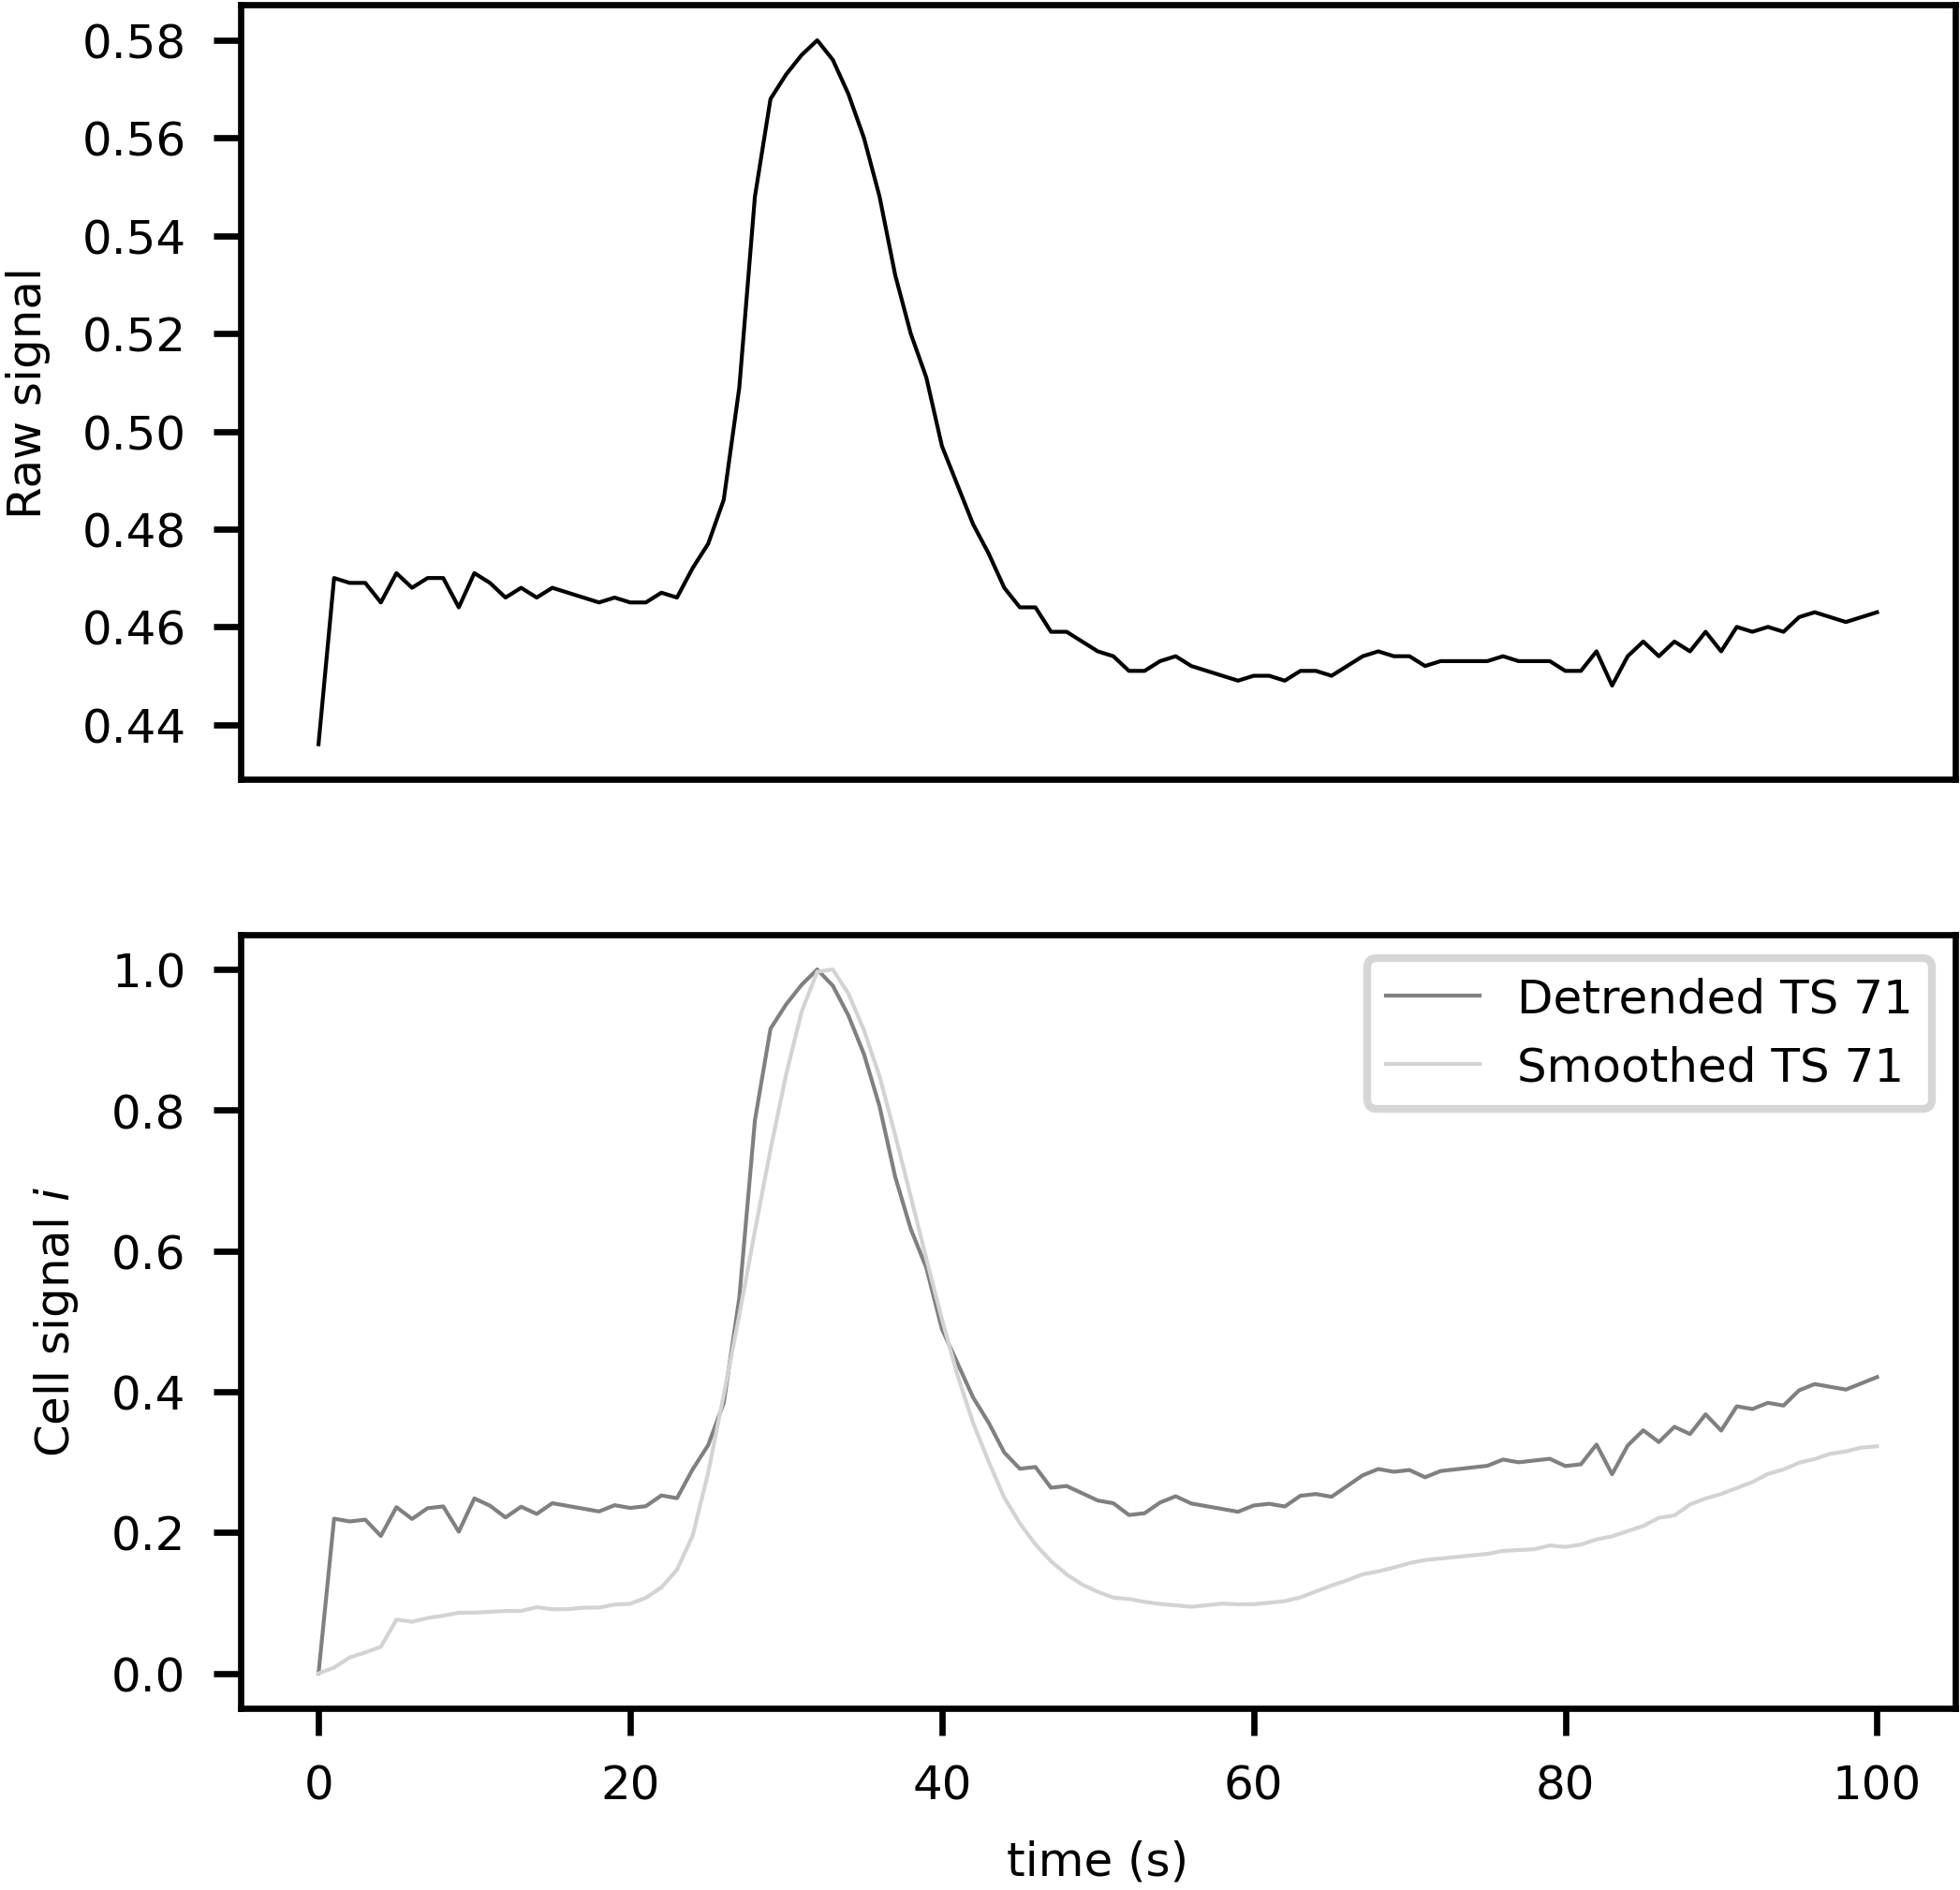 0.58
0.56
0.54
0.52
0.50
0.48
0.46
0.44
Raw signal
1.0
0.8
0.6
0.4
0.2
0.0
Cell signal i
Detrended TS 71
Smoothed TS 71
0 20 40 60 80 100
time (s)